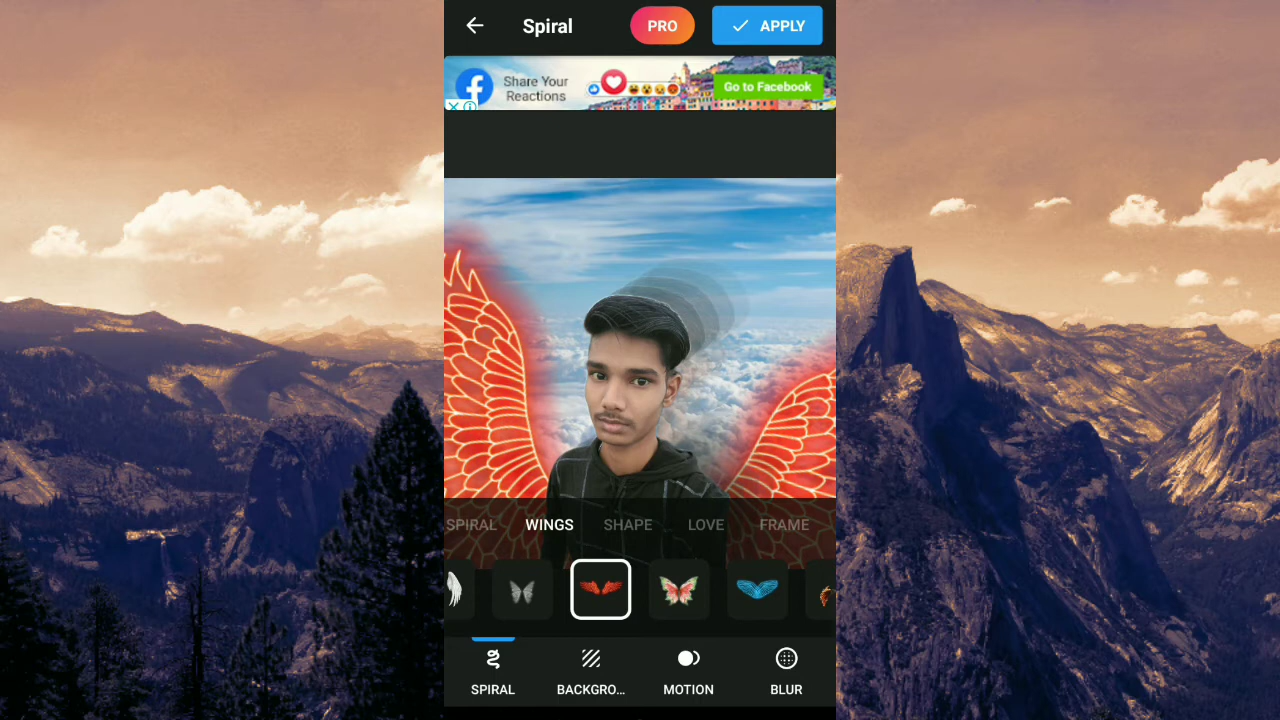 Spiral
PRO
APPLY
Share Your
Reactions
Go to Facebook
SPIRAL
WINGS
SHAPE
LOVE
FRAME
SPIRAL
BACKGRO...
MOTION
BLUR